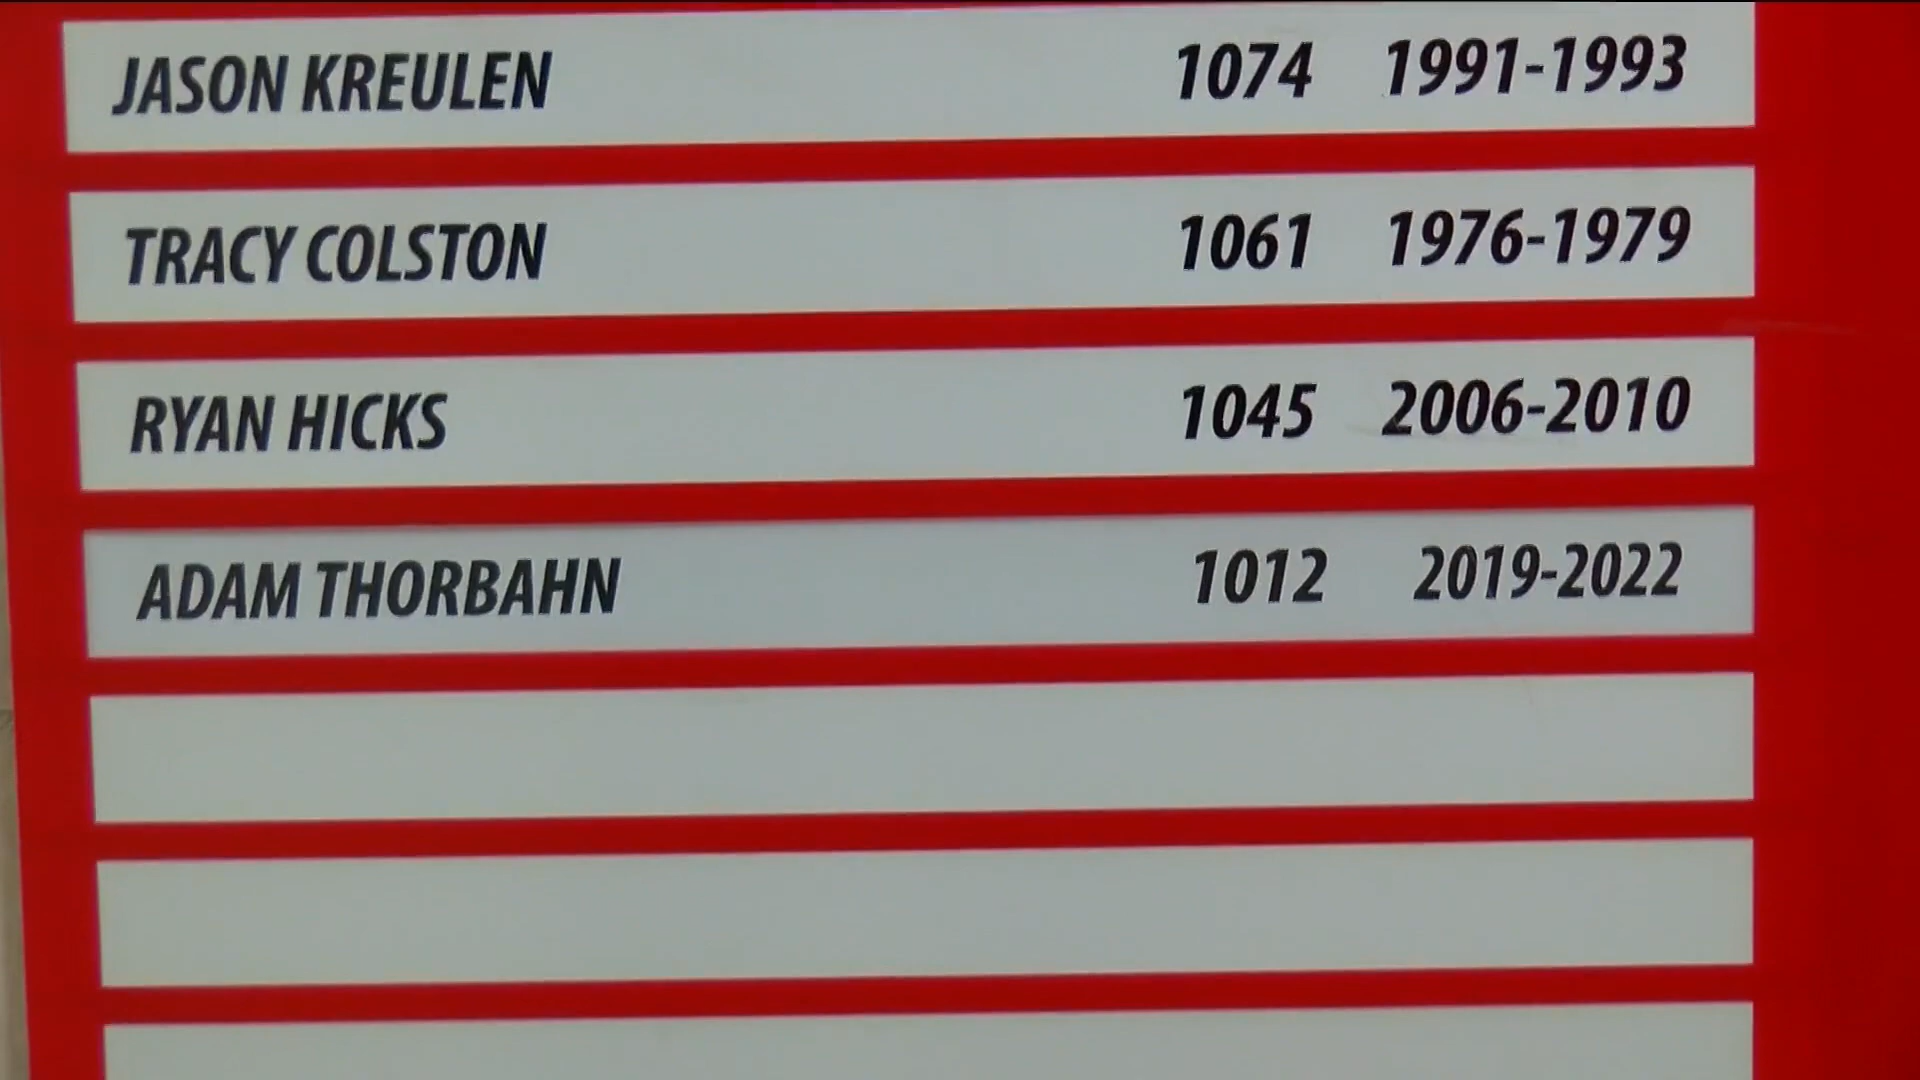 JASON KREULEN 1074 1991-1993
TRACY COLSTON 1061 1976-1979
RYAN HICKS 1045 2006-2010
ADAM THORBAHN 1012 2019-2022